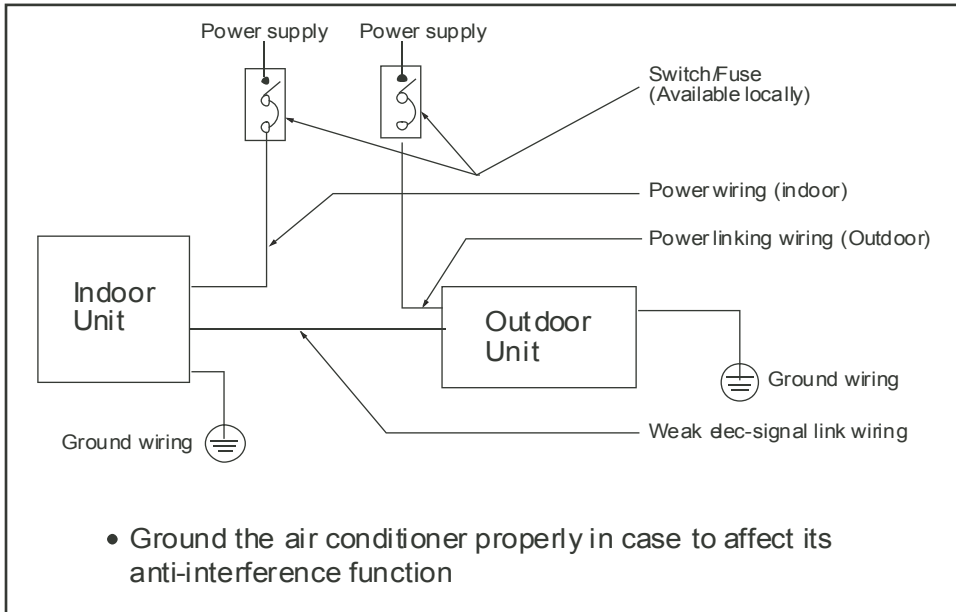 Power supply
Power supply
Switch/Fuse
(Available locally)
Power wiring (indoor)
Power linking wiring (Outdoor)
Indoor
Unit
Outdoor
Unit
Ground wiring
Ground wiring
Weak elec-signal link wiring
• Ground the air conditioner properly in case to affect its
anti-interference function